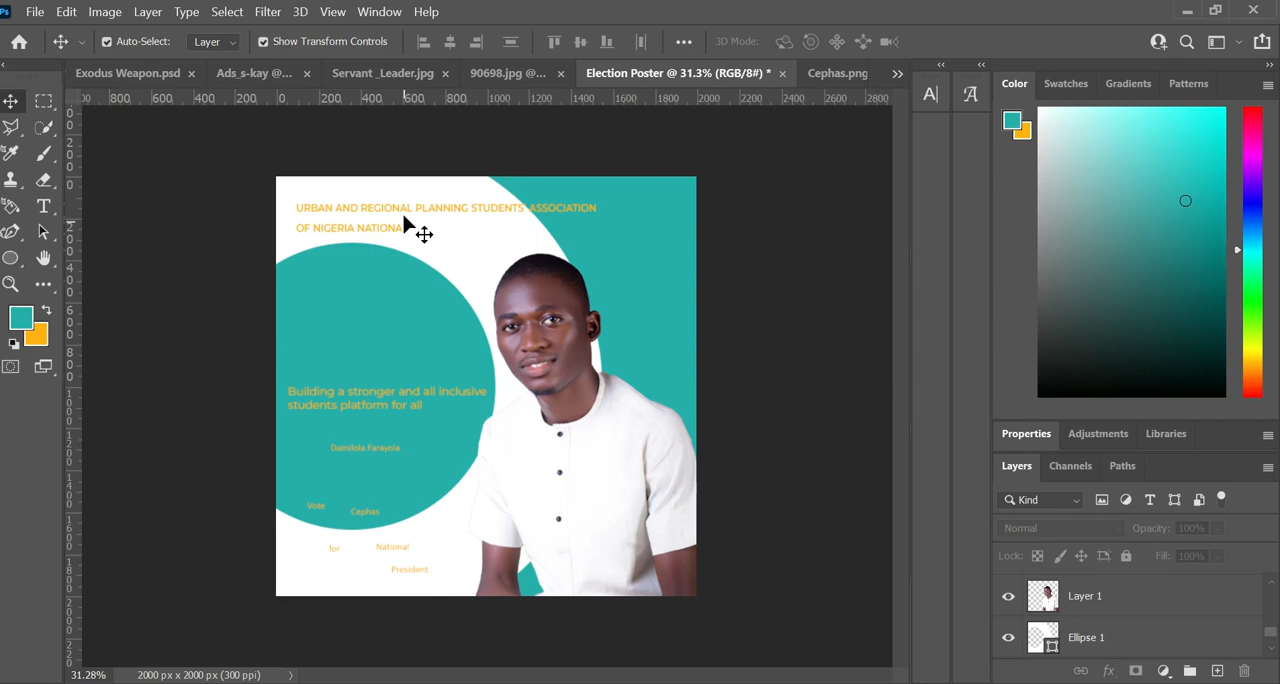 Ps File Edit Image Layer Type Select Filter 3D View Window Help
Auto-Select: Layer Show Transform Controls 3D Mode:
Exodus Weapon.psd Ads_s-kay @... Servant _Leader.jpg 90698.jpg @... Election Poster @ 31.3% (RGB/8#) * Cephas.png
800 600 400 200 0 200 400 600 800 1000 1200 1400 1600 1800 2000 2200 2400 2600 2800
Color Swatches Gradients Patterns
URBAN AND REGIONAL PLANNING STUDENTS' ASSOCIATION
OF NIGERIA NATIONA
Building a stronger and all inclusive
students platform for all
Damilola Farayola
Vote
Cephas
for National
President
Properties Adjustments Libraries
Layers Channels Paths
Kind
Normal Opacity: 100%
Lock: Fill: 100%
Layer 1
Ellipse 1
31.28% 2000 px x 2000 px (300 ppi)